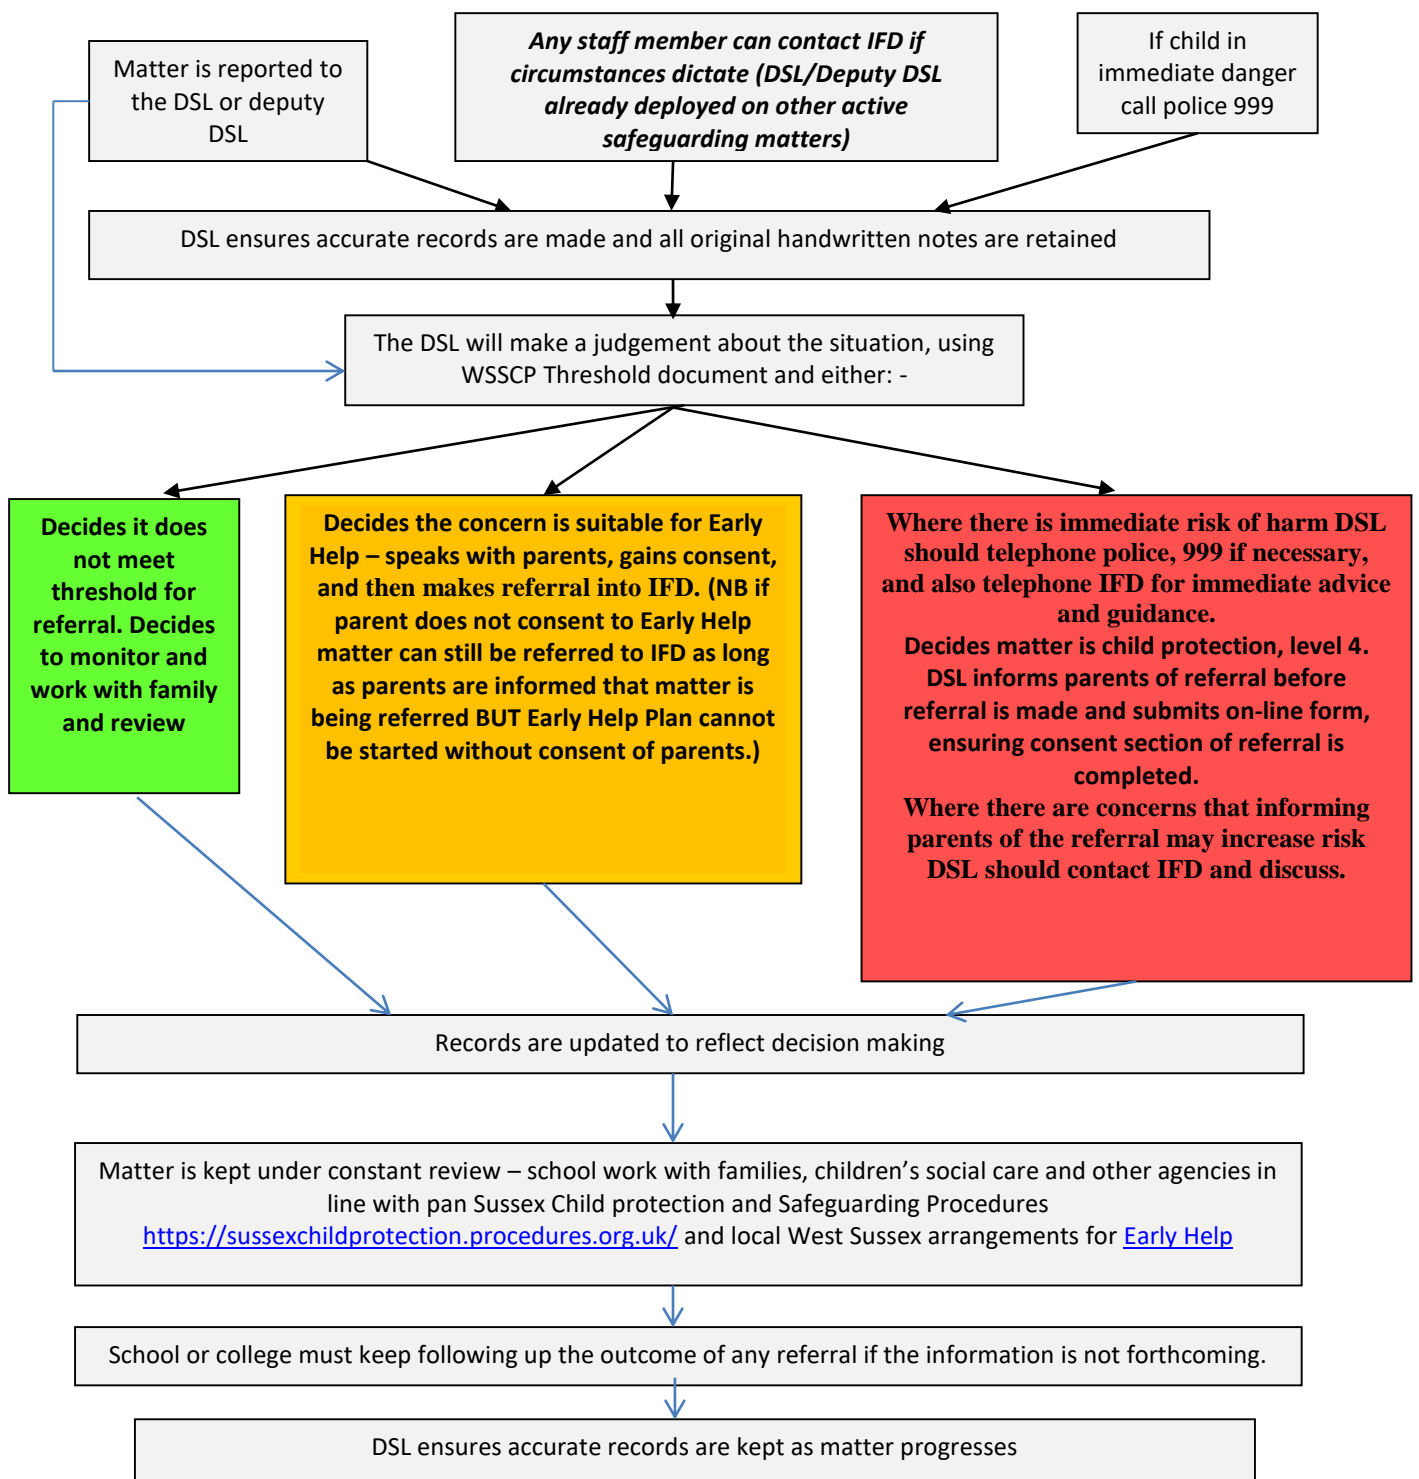 Matter is reported to
the DSL or deputy
DSL
Any staff member can contact IFD if
circumstances dictate (DSL/Deputy DSL
already deployed on other active
safeguarding matters)
If child in
immediate danger
call police 999
DSL ensures accurate records are made and all original handwritten notes are retained
The DSL will make a judgement about the situation, using
WSSCP Threshold document and either: -
Decides it does
not meet
threshold for
referral. Decides
to monitor and
work with family
and review
Decides the concern is suitable for Early
Help – speaks with parents, gains consent,
and then makes referral into IFD. (NB if
parent does not consent to Early Help
matter can still be referred to IFD as long
as parents are informed that matter is
being referred BUT Early Help Plan cannot
be started without consent of parents.)
Where there is immediate risk of harm DSL
should telephone police, 999 if necessary,
and also telephone IFD for immediate advice
and guidance.
Decides matter is child protection, level 4.
DSL informs parents of referral before
referral is made and submits on-line form,
ensuring consent section of referral is
completed.
Where there are concerns that informing
parents of the referral may increase risk
DSL should contact IFD and discuss.
Records are updated to reflect decision making
Matter is kept under constant review – school work with families, children’s social care and other agencies in
line with pan Sussex Child protection and Safeguarding Procedures
https://sussexchildprotection.procedures.org.uk/ and local West Sussex arrangements for Early Help
School or college must keep following up the outcome of any referral if the information is not forthcoming.
DSL ensures accurate records are kept as matter progresses